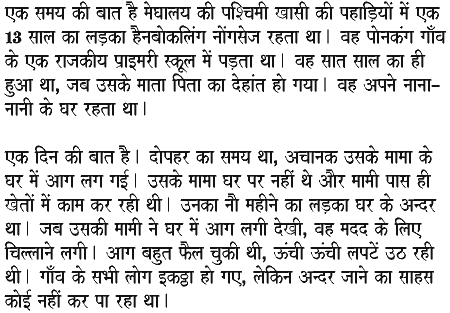 एक समय की बात है मेघालय की पश्चिमी खासी की पहाड़ियों में एक
13 साल का लड़का हैनबोकलिंग नोंगसेज रहता था। वह पोनकंग गाँव
के एक राजकीय प्राइमरी स्कूल में पड़ता था। वह सात साल का ही
हुआ था, जब उसके माता पिता का देहांत हो गया। वह अपने नाना-
नानी के घर रहता था।
एक दिन की बात है। दोपहर का समय था, अचानक उसके मामा के
घर में आग लग गई। उसके मामा घर पर नहीं थे और मामी पास ही
खेतों में काम कर रही थी। उनका नौ महीने का लड़का घर के अन्दर
था। जब उसकी मामी ने घर में आग लगी देखी, वह मदद के लिए
चिल्लाने लगी। आग बहुत फैल चुकी थी, ऊंची ऊंची लपटें उठ रही
थी। गाँव के सभी लोग इकट्ठा हो गए, लेकिन अन्दर जाने का साहस
कोई नहीं कर पा रहा था।